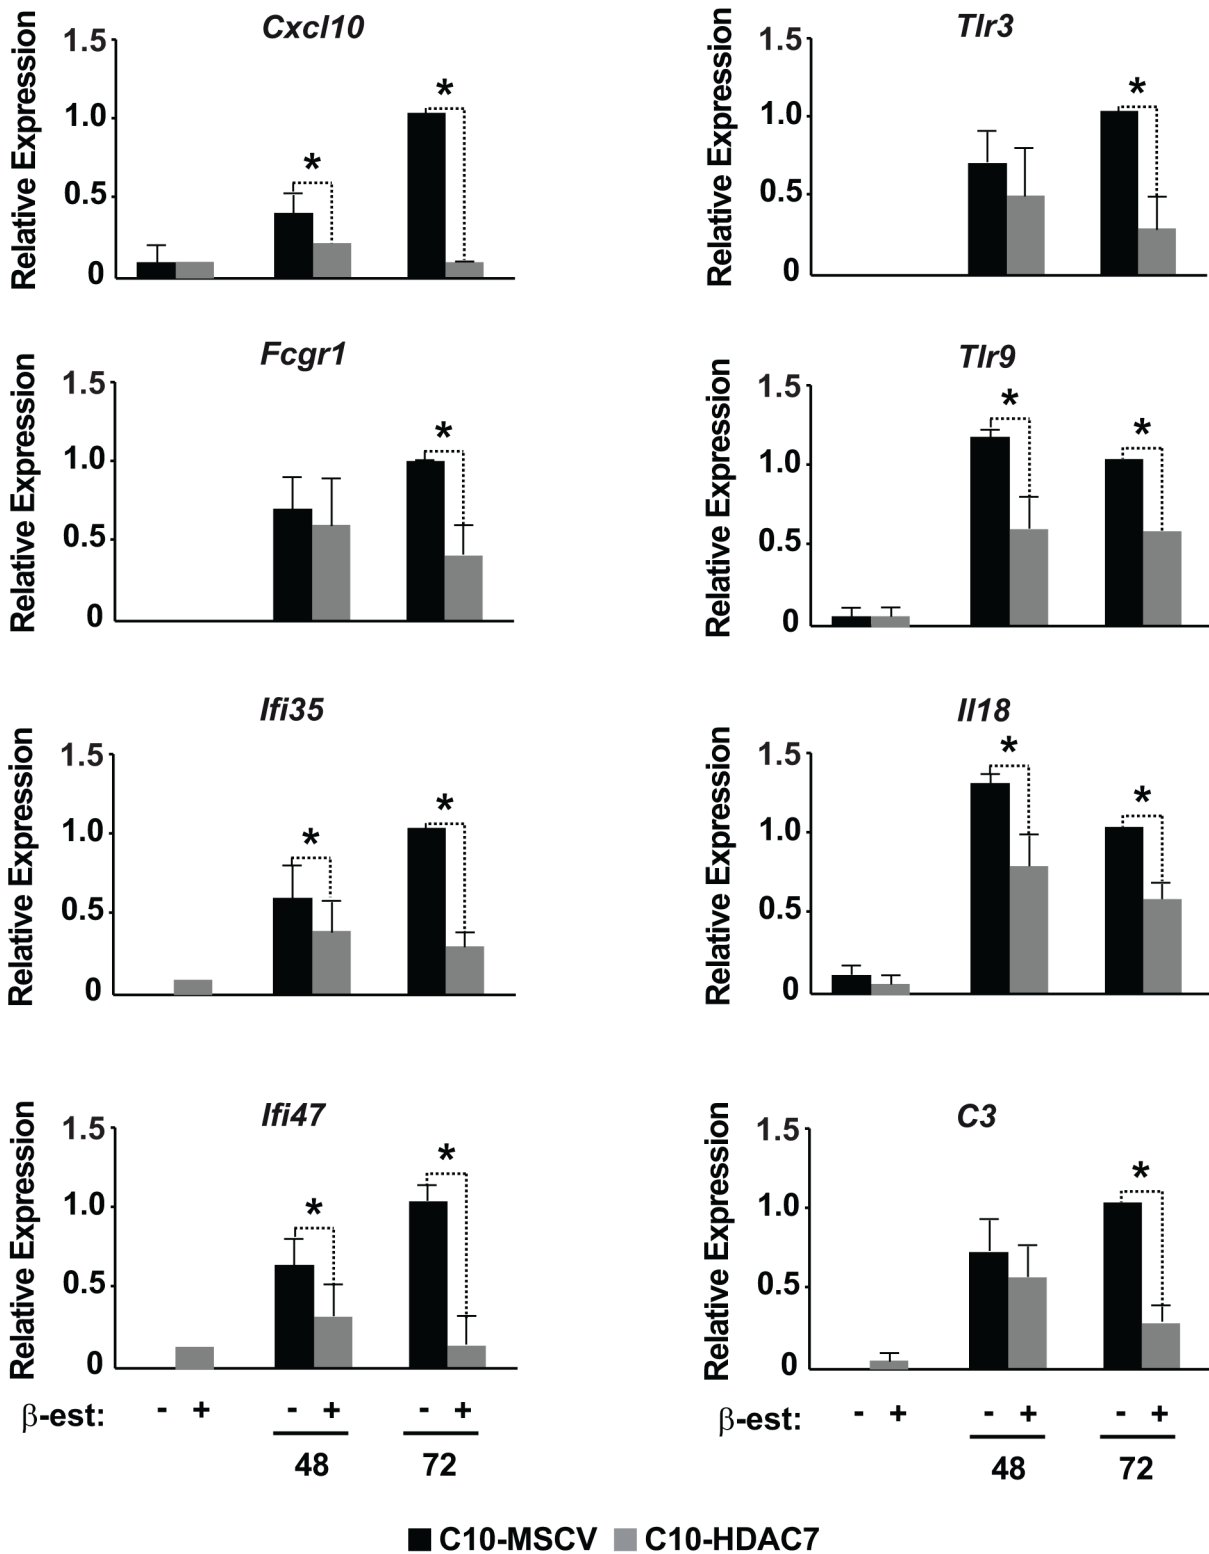 Cxcl10
Relative Expression
1.5
1.0
0.5
0
*
*
Tlr3
Relative Expression
1.5
1.0
0.5
0
*
Fcgr1
Relative Expression
1.5
1.0
0.5
0
*
Tlr9
Relative Expression
1.5
1.0
0.5
0
*
*
Ifi35
Relative Expression
1.5
1.0
0.5
0
*
*
Il18
Relative Expression
1.5
1.0
0.5
0
*
*
Ifi47
Relative Expression
1.5
1.0
0.5
0
*
*
β-est: - + - + - +
48 72
C3
Relative Expression
1.5
1.0
0.5
0
*
β-est: - + - + - +
48 72
C10-MSCV C10-HDAC7